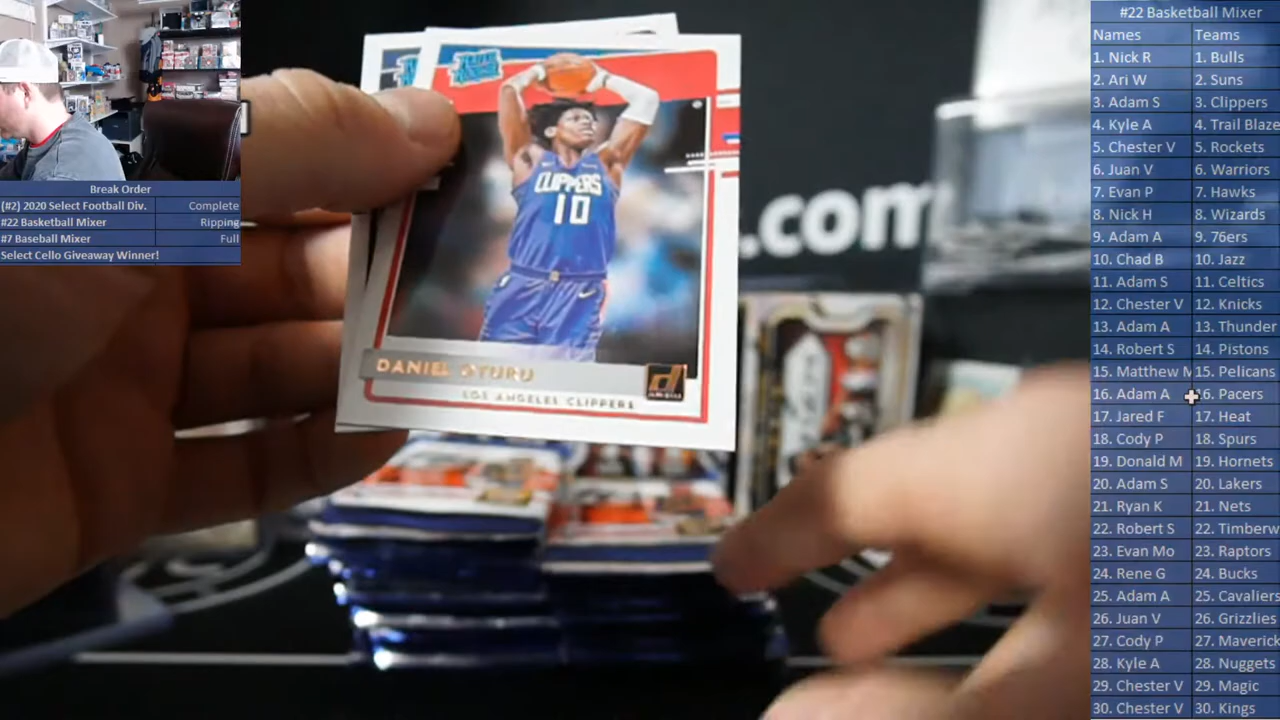 Break Order
(#2) 2020 Select Football Div. Complete
#22 Basketball Mixer Ripping
#7 Baseball Mixer Full
Select Cello Giveaway Winner!
CLIPPERS
10
DANIEL OTURU
LOS ANGELES CLIPPERS
.com
#22 Basketball Mixer
Names Teams
1. Nick R 1. Bulls
2. Ari W 2. Suns
3. Adam S 3. Clippers
4. Kyle A 4. Trail Blaze
5. Chester V 5. Rockets
6. Juan V 6. Warriors
7. Evan P 7. Hawks
8. Nick H 8. Wizards
9. Adam A 9. 76ers
10. Chad B 10. Jazz
11. Adam S 11. Celtics
12. Chester V 12. Knicks
13. Adam A 13. Thunder
14. Robert S 14. Pistons
15. Matthew M 15. Pelicans
16. Adam A 16. Pacers
17. Jared F 17. Heat
18. Cody P 18. Spurs
19. Donald M 19. Hornets
20. Adam S 20. Lakers
21. Ryan K 21. Nets
22. Robert S 22. Timberw
23. Evan Mo 23. Raptors
24. Rene G 24. Bucks
25. Adam A 25. Cavaliers
26. Juan V 26. Grizzlies
27. Cody P 27. Maverick
28. Kyle A 28. Nuggets
29. Chester V 29. Magic
30. Chester V 30. Kings